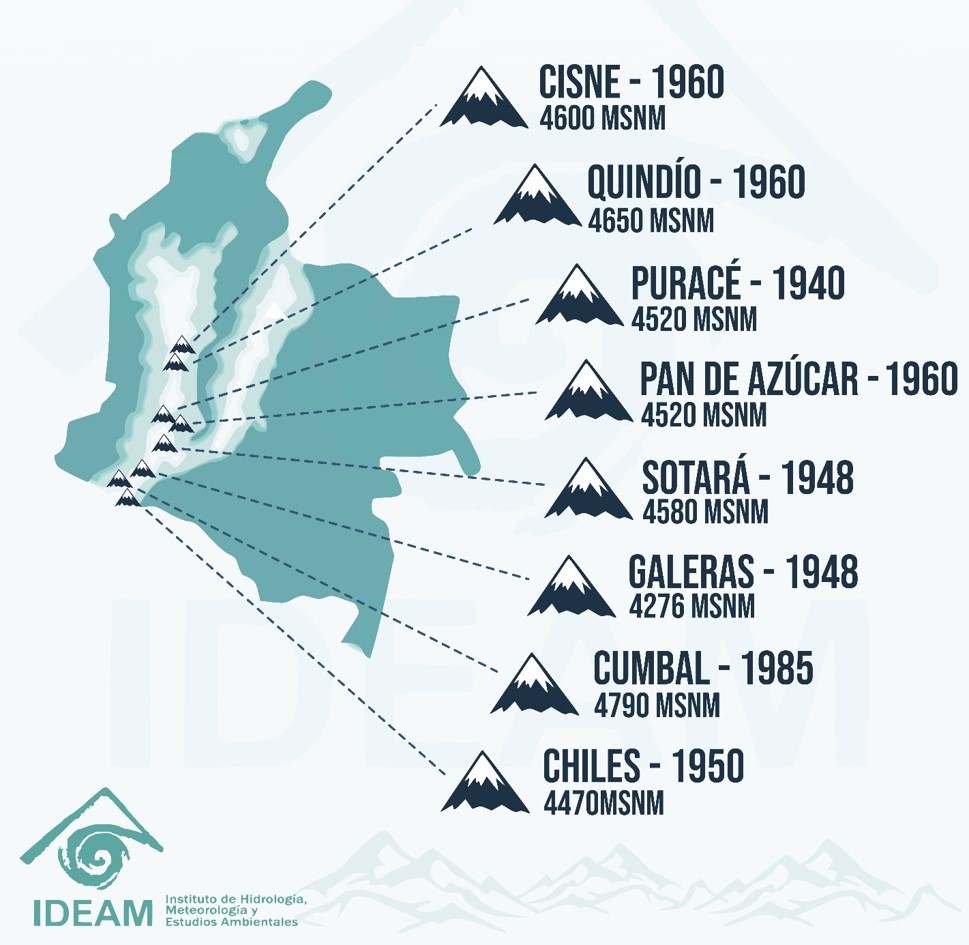 CISNE - 1960
4600 MSNM
QUINDÍO - 1960
4650 MSNM
PURACÉ - 1940
4520 MSNM
PAN DE AZÚCAR - 1960
4520 MSNM
SOTARÁ - 1948
4580 MSNM
GALERAS - 1948
4276 MSNM
CUMBAL - 1985
4790 MSNM
CHILES - 1950
4470MSNM
IDEAM
IDEAM
Instituto de Hidrología,
Meteorología y
Estudios Ambientales